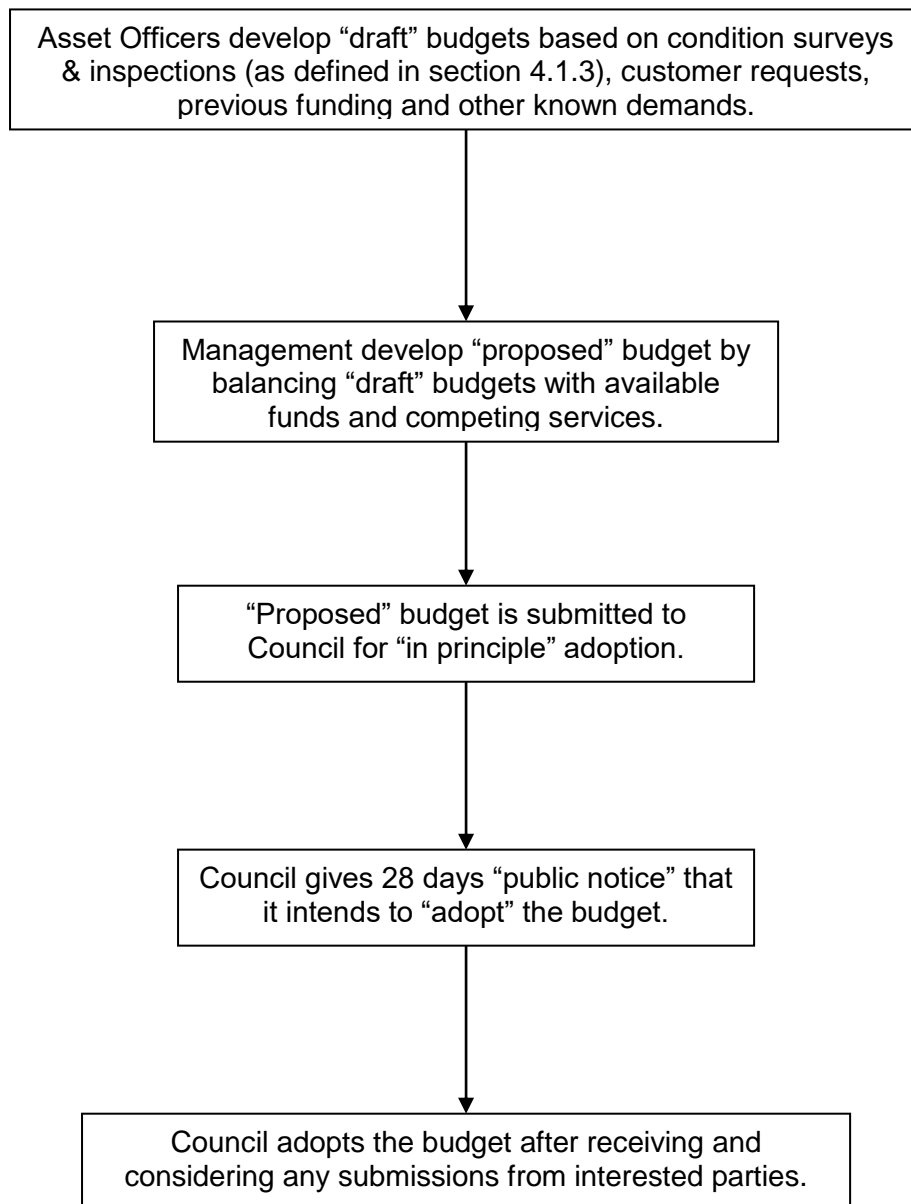 Asset Officers develop “draft” budgets based on condition surveys
& inspections (as defined in section 4.1.3), customer requests,
previous funding and other known demands.
Management develop “proposed” budget by
balancing “draft” budgets with available
funds and competing services.
“Proposed” budget is submitted to
Council for “in principle” adoption.
Council gives 28 days “public notice” that
it intends to “adopt” the budget.
Council adopts the budget after receiving and
considering any submissions from interested parties.